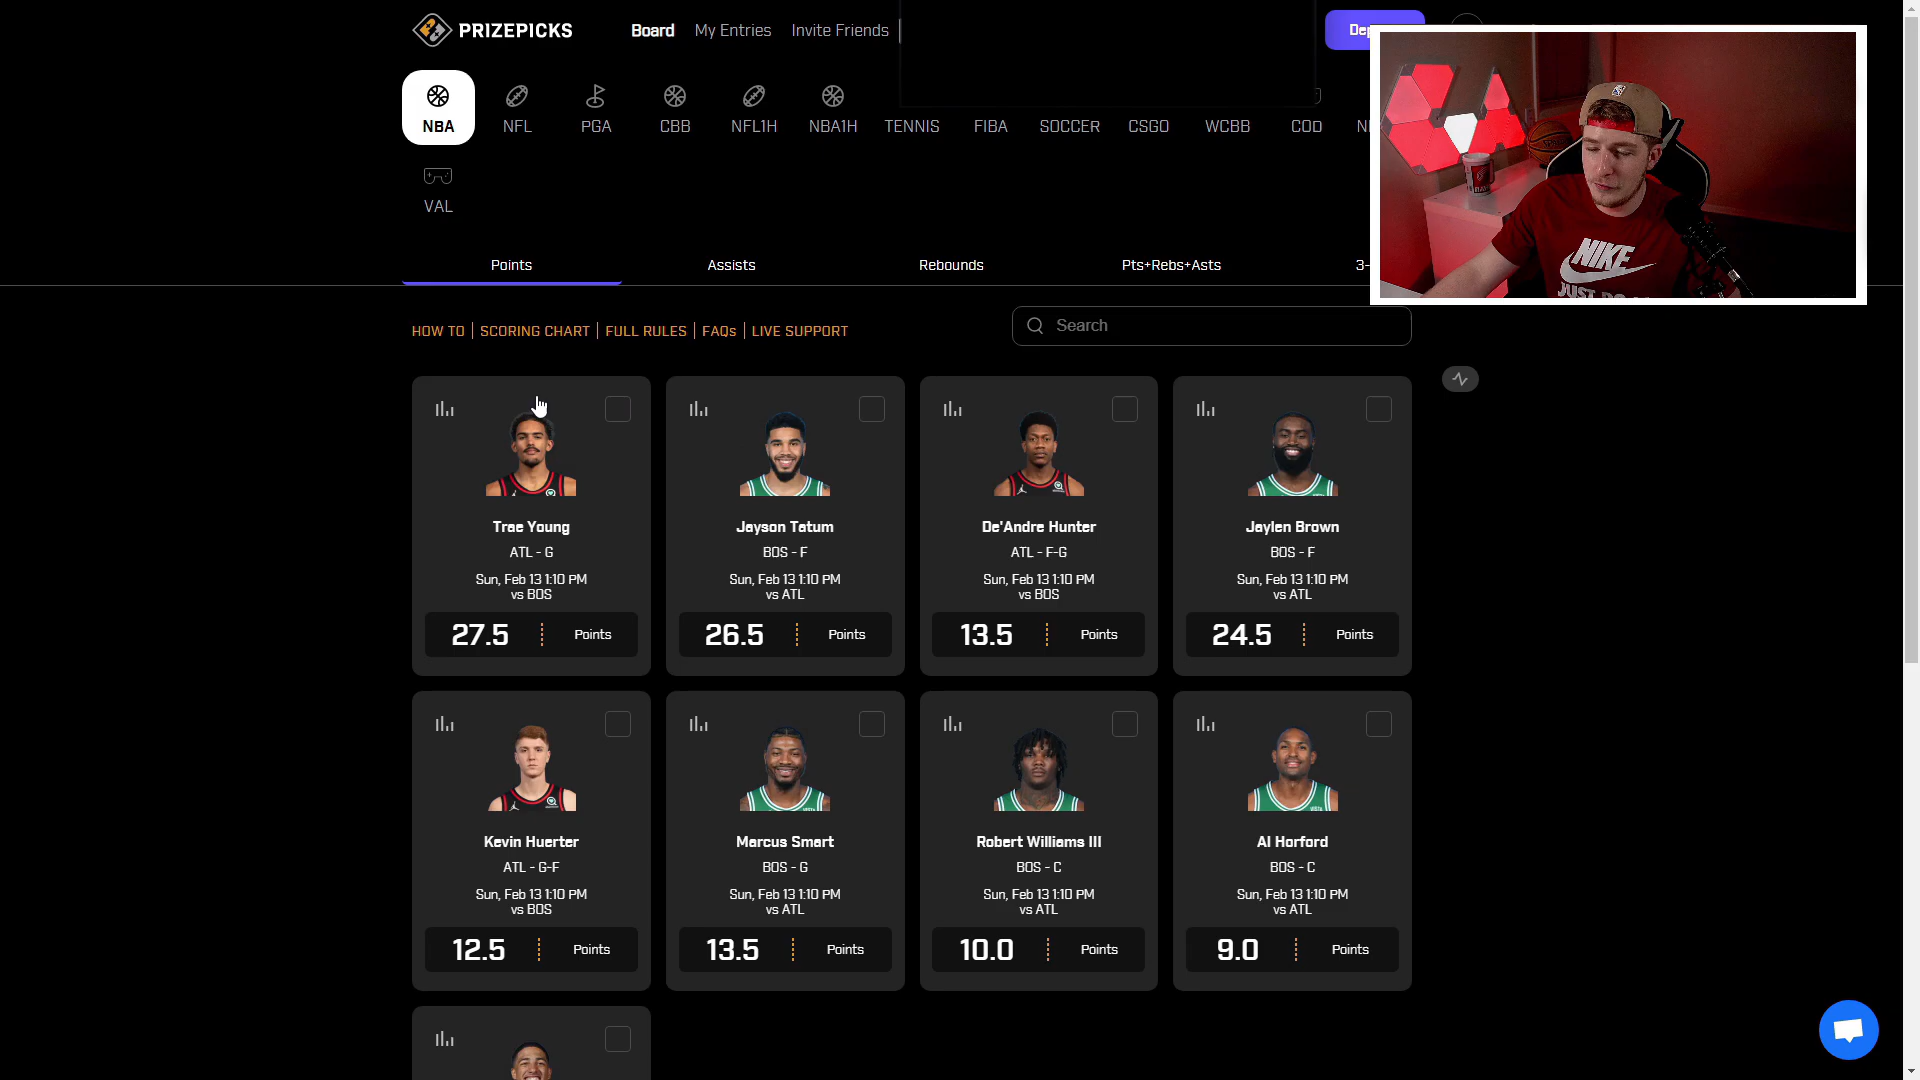 PRIZEPICKS Board My Entries Invite Friends
NBA NFL PGA CBB NFL1H NBA1H TENNIS FIBA SOCCER CSGO WCBB COD
VAL
Points Assists Rebounds Pts+Rebs+Asts
HOW TO | SCORING CHART | FULL RULES | FAQs | LIVE SUPPORT
Search
Trae Young
ATL - G
Sun, Feb 13 1:10 PM
vs BOS
27.5 Points
Jayson Tatum
BOS - F
Sun, Feb 13 1:10 PM
vs ATL
26.5 Points
De'Andre Hunter
ATL - F-G
Sun, Feb 13 1:10 PM
vs BOS
13.5 Points
Jaylen Brown
BOS - F
Sun, Feb 13 1:10 PM
vs ATL
24.5 Points
Kevin Huerter
ATL - G-F
Sun, Feb 13 1:10 PM
vs BOS
12.5 Points
Marcus Smart
BOS - G
Sun, Feb 13 1:10 PM
vs ATL
13.5 Points
Robert Williams III
BOS - C
Sun, Feb 13 1:10 PM
vs ATL
10.0 Points
Al Horford
BOS - C
Sun, Feb 13 1:10 PM
vs ATL
9.0 Points
NIKE